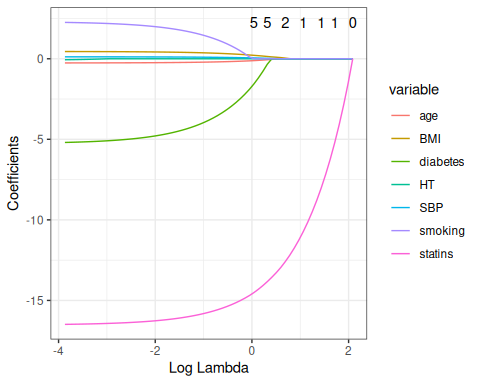 5 5 2 1 1 1 0
0
-5
-10
-15
Coefficients
-4 -2 0 2
Log Lambda
variable
age
BMI
diabetes
HT
SBP
smoking
statins